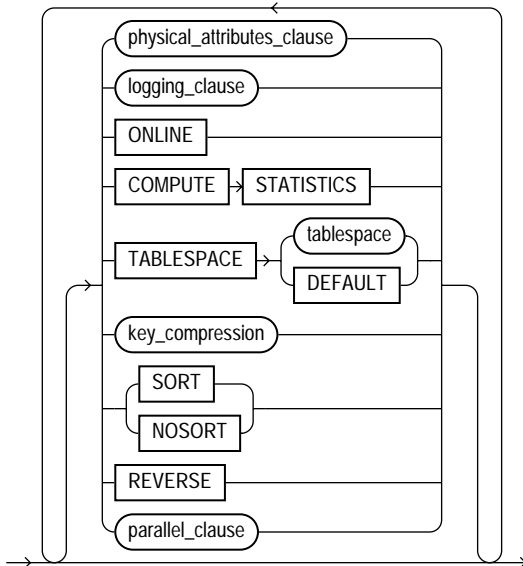 physical_attributes_clause
logging_clause
ONLINE
COMPUTE STATISTICS
tablespace
TABLESPACE
DEFAULT
key_compression
SORT
NOSORT
REVERSE
parallel_clause